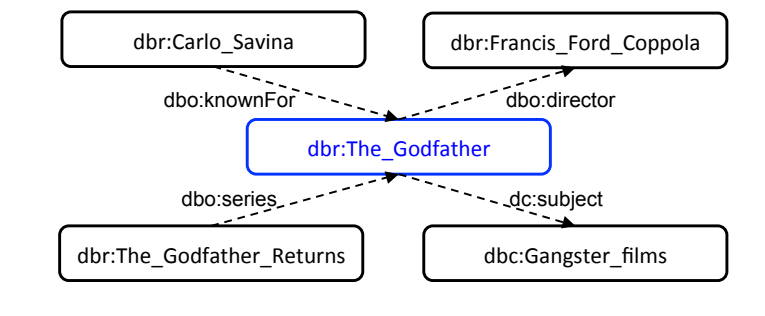 dbr:Carlo_Savina
dbr:Francis_Ford_Coppola
dbo:knownFor
dbo:director
dbr:The_Godfather
dbo:series
dc:subject
dbr:The_Godfather_Returns
dbc:Gangster_films